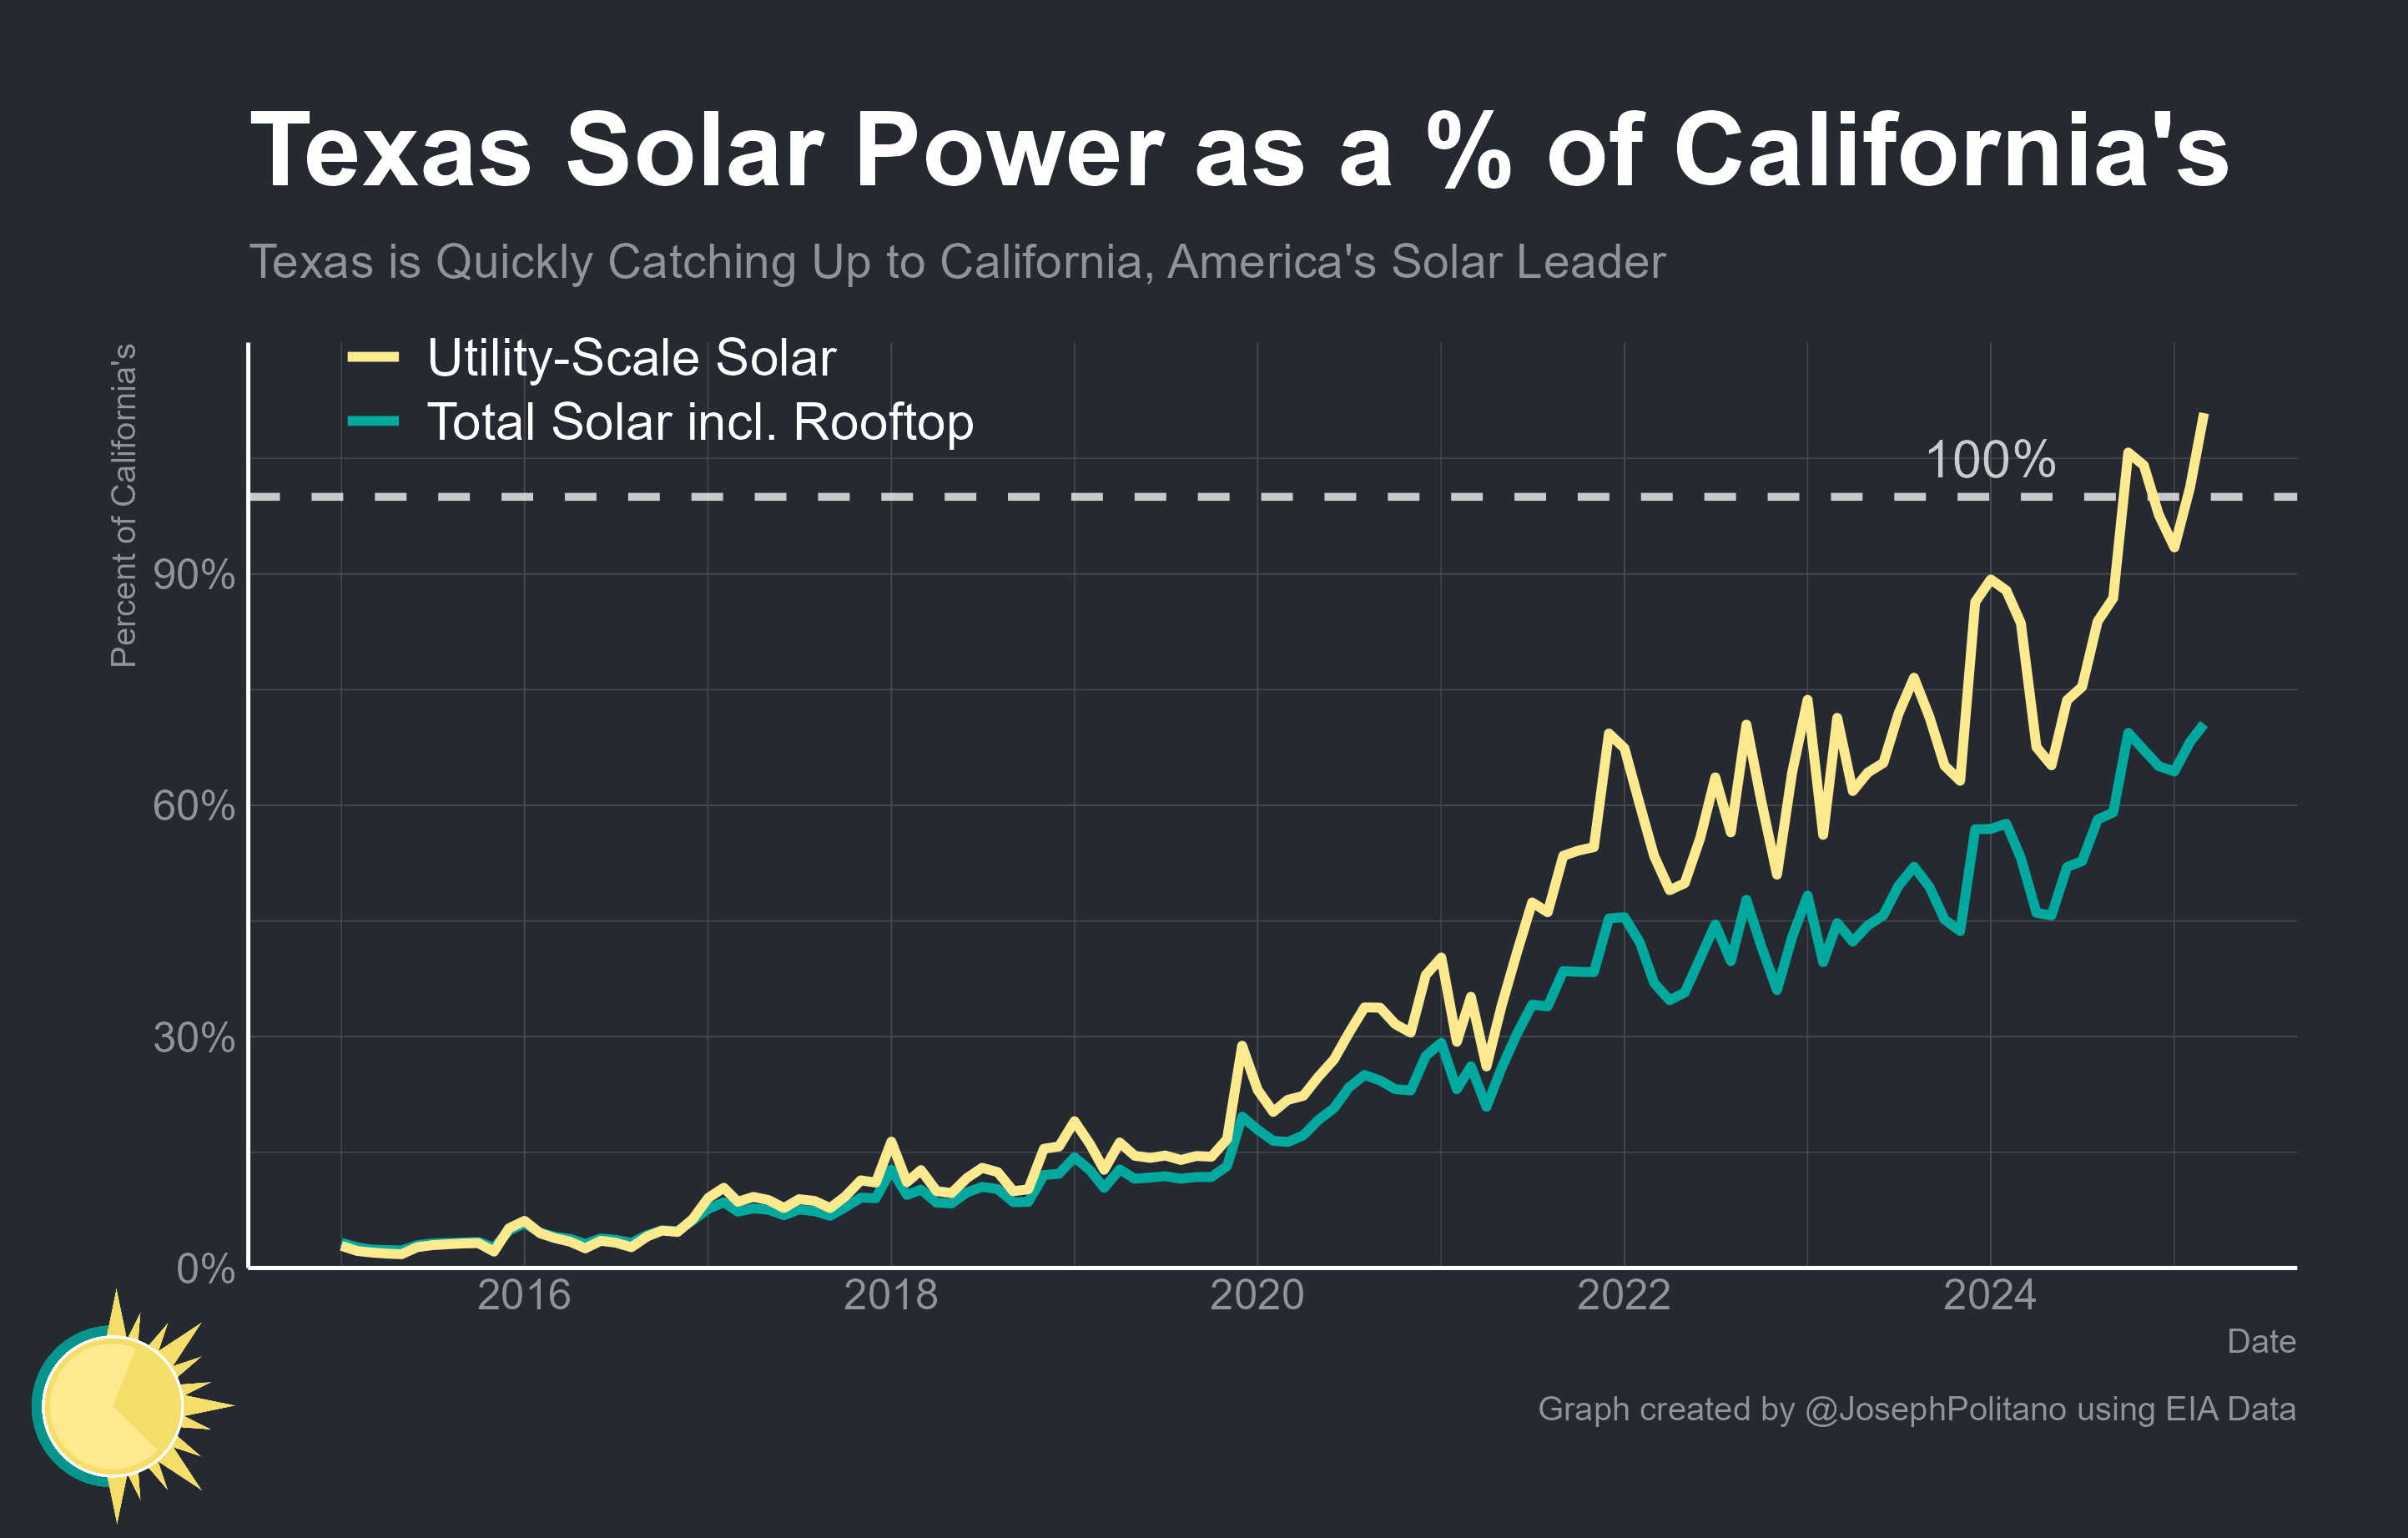 Texas Solar Power as a % of California's
Texas is Quickly Catching Up to California, America's Solar Leader
Percent of California's
Utility-Scale Solar
Total Solar incl. Rooftop
100%
90%
60%
30%
0%
2016
2018
2020
2022
2024
Date
Graph created by @JosephPolitano using EIA Data